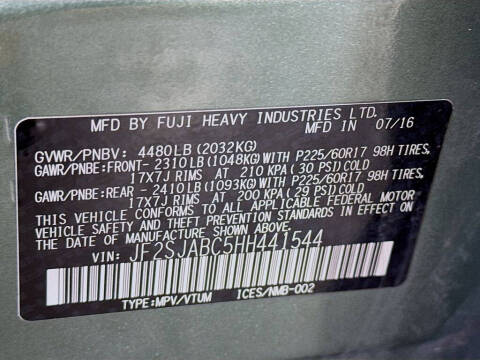 MFD BY FUJI HEAVY INDUSTRIES LTD.
IN JAPAN 07/16
GVWR/PNBV: 4480LB(2032KG)
GAWR/PNBE:FRONT-2310LB(1048KG)WITH P225/60R17 98H TIRES,
17X7J RIMS AT 210 KPA(30 PSI)COLD
GAWR/PNBE:REAR -2410LB(1093KG)WITH P225/60R17 98H TIRES,
17X7J RIMS AT 200 KPA(29 PSI)COLD
THIS VEHICLE CONFORMS TO ALL APPLICABLE FEDERAL MOTOR
VEHICLE SAFETY AND THEFT PREVENTION STANDARDS IN EFFECT ON
THE DATE OF MANUFACTURE SHOWN ABOVE.
VIN: JF2SJABC5HH441544
TYPE:MPV/VTUM ICES/NMB-002